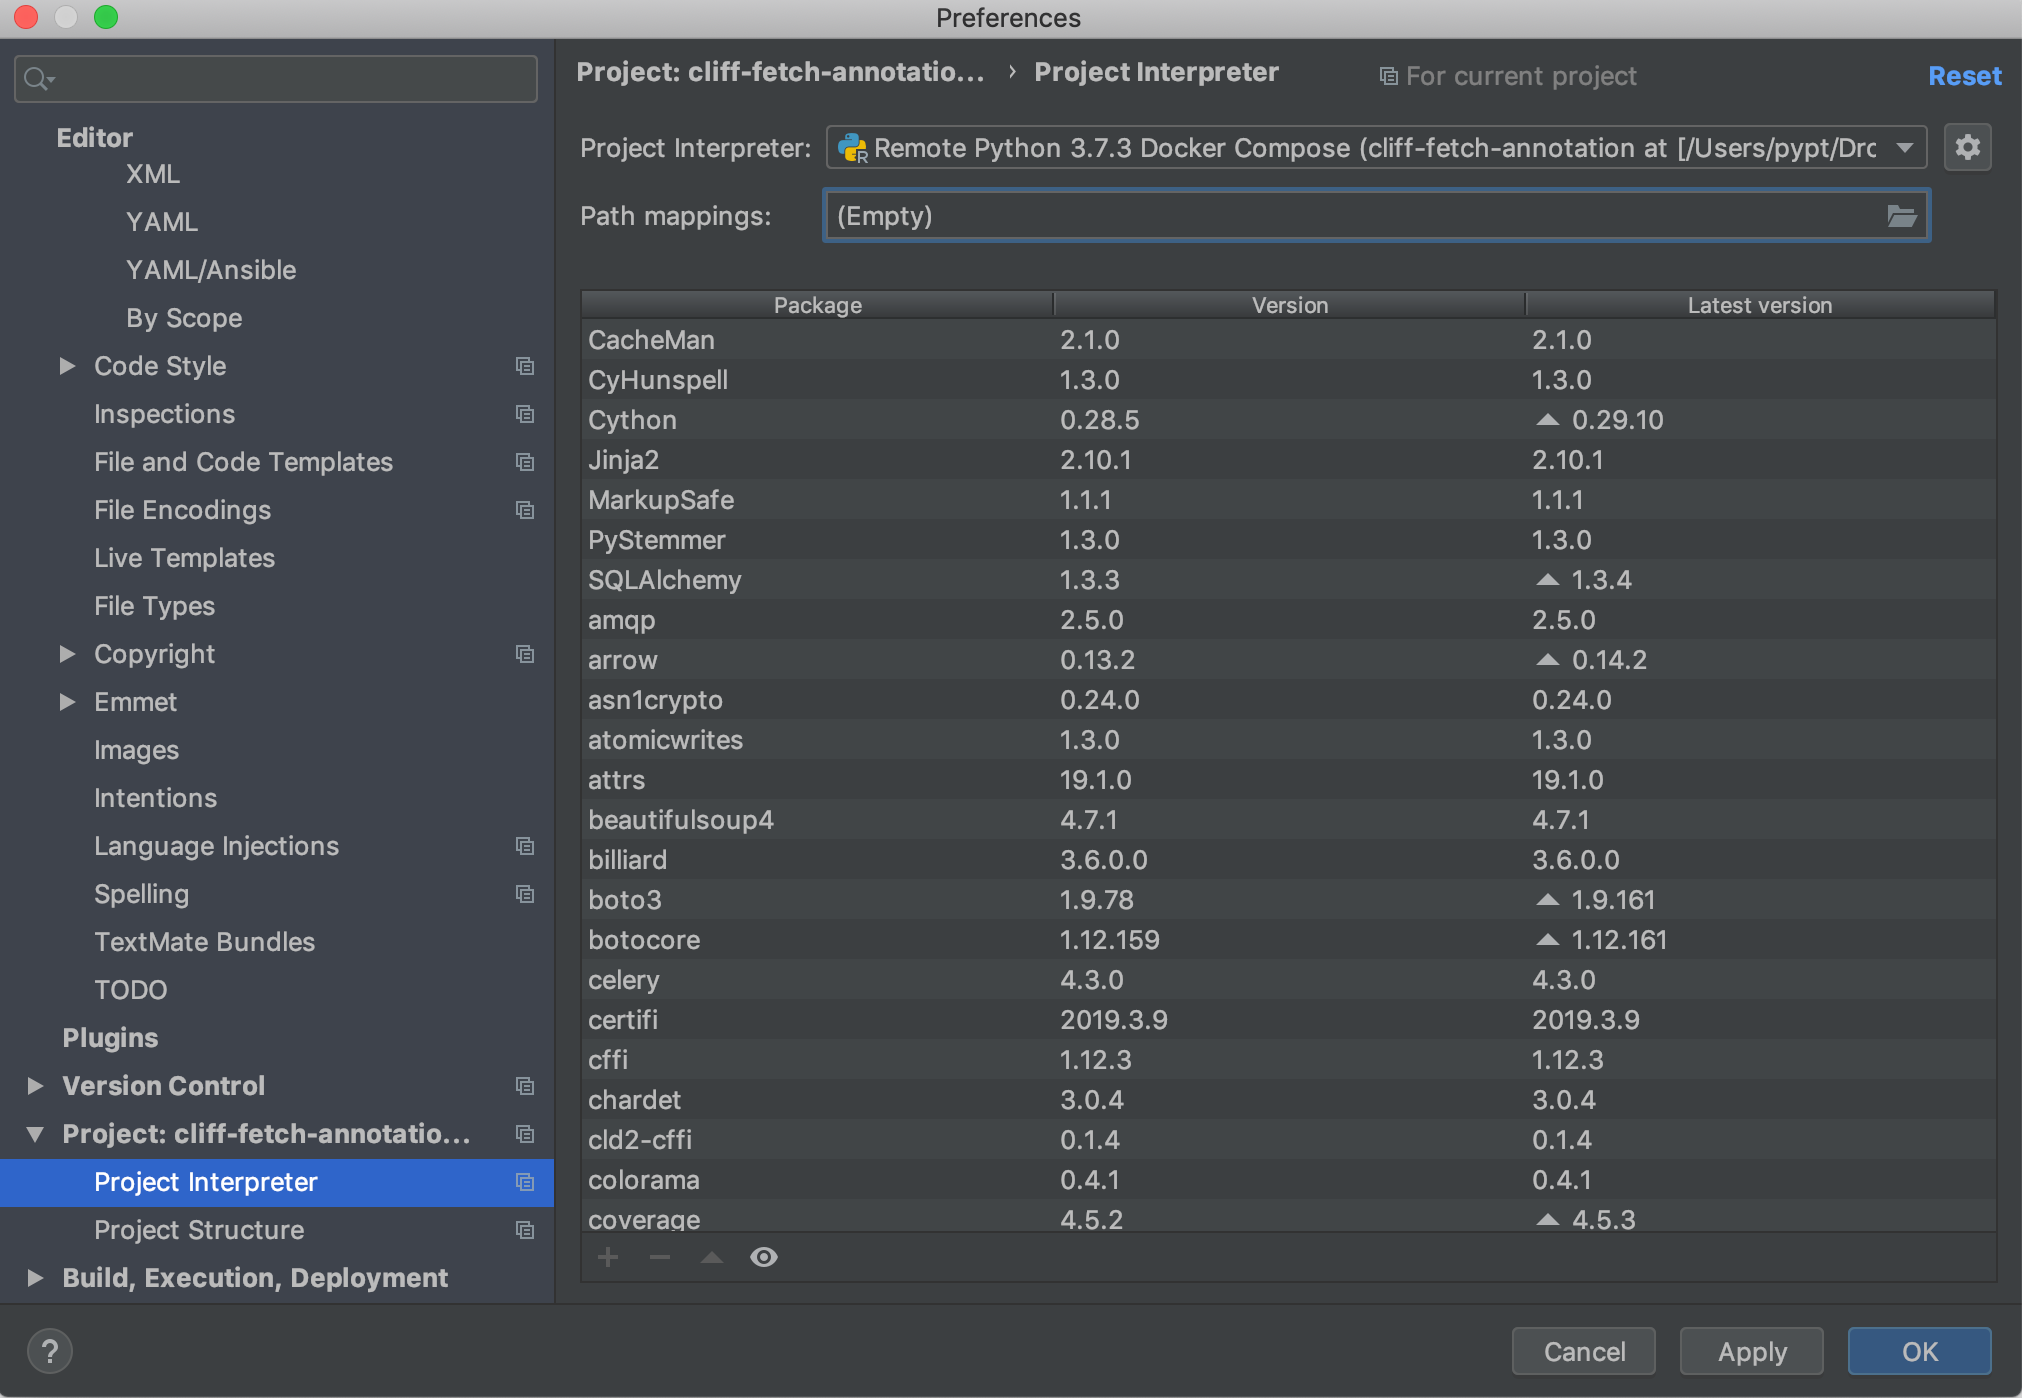 Preferences
Editor
XML
YAML
YAML/Ansible
By Scope
Code Style
Inspections
File and Code Templates
File Encodings
Live Templates
File Types
Copyright
Emmet
Images
Intentions
Language Injections
Spelling
TextMate Bundles
TODO
Plugins
Version Control
Project: cliff-fetch-annotatio...
Project Interpreter
Project Structure
Build, Execution, Deployment
Project: cliff-fetch-annotatio... › Project Interpreter
For current project
Reset
Project Interpreter: Remote Python 3.7.3 Docker Compose (cliff-fetch-annotation at [/Users/pypt/Drc
Path mappings: (Empty)
Package Version Latest version
CacheMan 2.1.0 2.1.0
CyHunspell 1.3.0 1.3.0
Cython 0.28.5 0.29.10
Jinja2 2.10.1 2.10.1
MarkupSafe 1.1.1 1.1.1
PyStemmer 1.3.0 1.3.0
SQLAlchemy 1.3.3 1.3.4
amqp 2.5.0 2.5.0
arrow 0.13.2 0.14.2
asn1crypto 0.24.0 0.24.0
atomicwrites 1.3.0 1.3.0
attrs 19.1.0 19.1.0
beautifulsoup4 4.7.1 4.7.1
billiard 3.6.0.0 3.6.0.0
boto3 1.9.78 1.9.161
botocore 1.12.159 1.12.161
celery 4.3.0 4.3.0
certifi 2019.3.9 2019.3.9
cffi 1.12.3 1.12.3
chardet 3.0.4 3.0.4
cld2-cffi 0.1.4 0.1.4
colorama 0.4.1 0.4.1
coverage 4.5.2 4.5.3
?
Cancel
Apply
OK